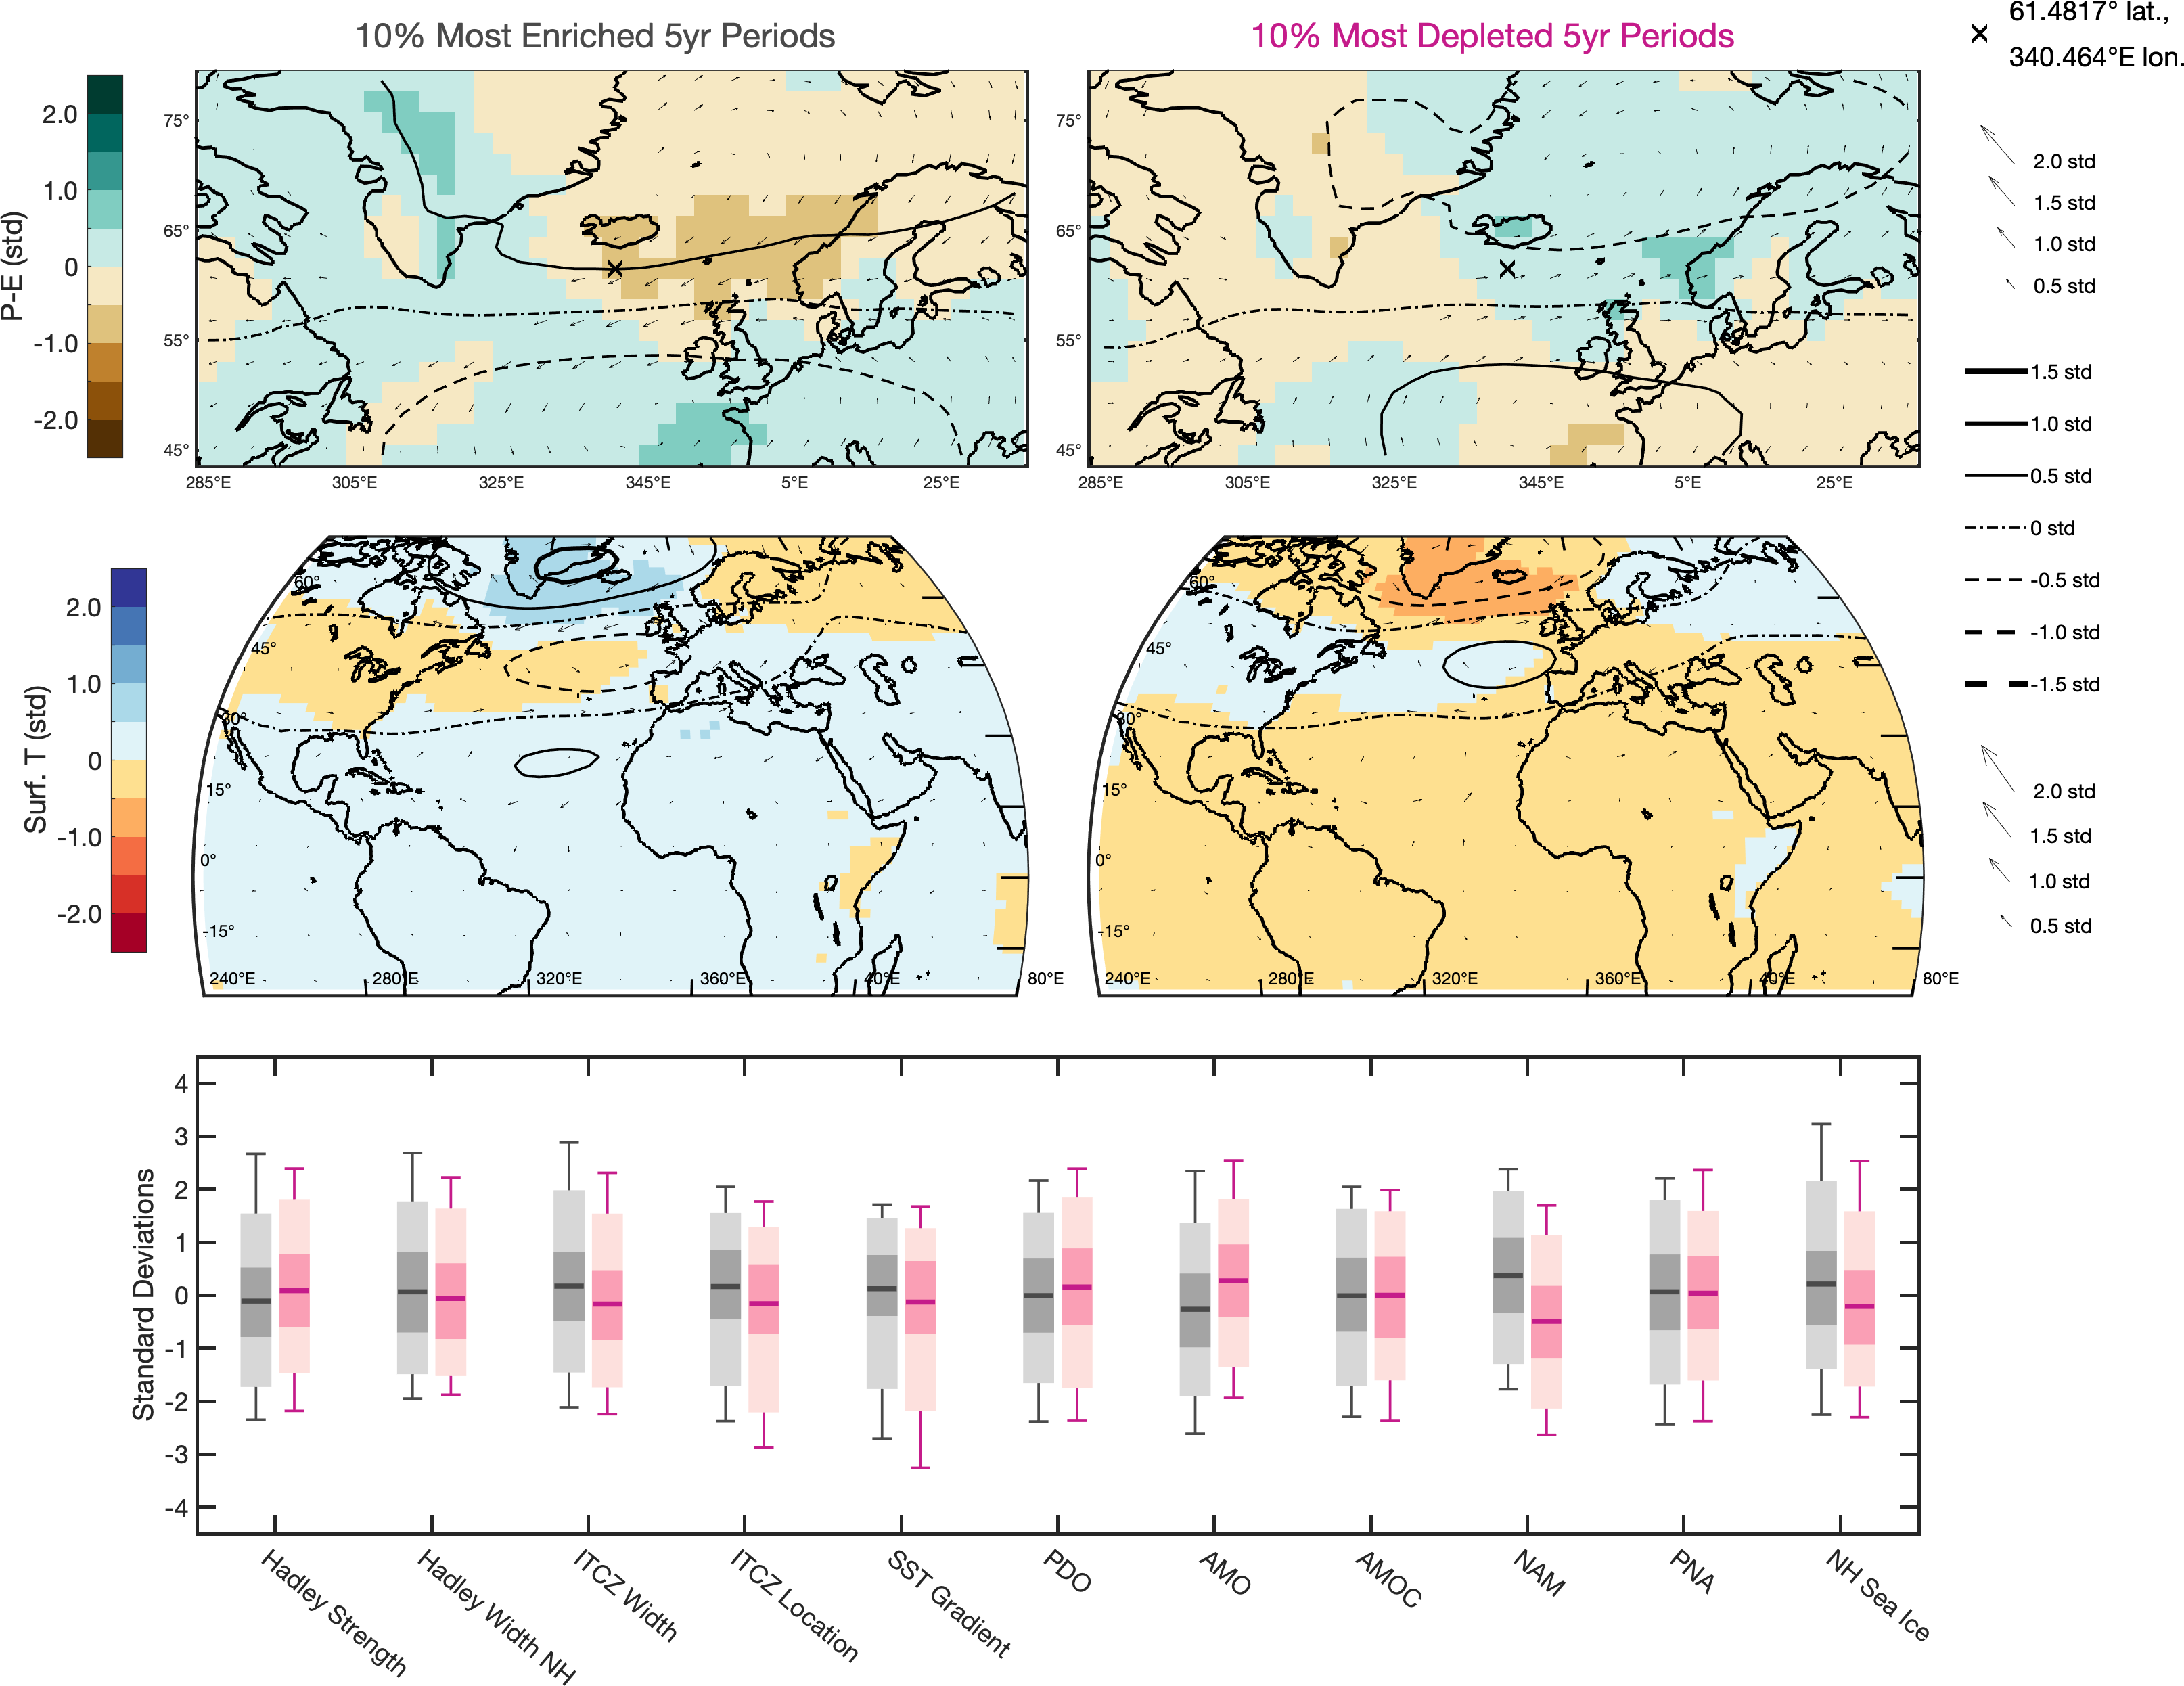 10% Most Enriched 5yr Periods
10% Most Depleted 5yr Periods
61.4817° lat.,
340.464°E lon.
P-E (std)
2.0
1.0
0
-1.0
-2.0
75°
65°
55°
45°
285°E 305°E 325°E 345°E 5°E 25°E
75°
65°
55°
45°
285°E 305°E 325°E 345°E 5°E 25°E
2.0 std
1.5 std
1.0 std
0.5 std
1.5 std
1.0 std
0.5 std
0 std
-0.5 std
-1.0 std
-1.5 std
Surf. T (std)
2.0
1.0
0
-1.0
-2.0
60°
45°
30°
15°
0°
-15°
240°E 280°E 320°E 360°E 40°E 80°E
60°
45°
30°
15°
0°
-15°
240°E 280°E 320°E 360°E 40°E 80°E
2.0 std
1.5 std
1.0 std
0.5 std
Standard Deviations
4
3
2
1
0
-1
-2
-3
-4
Hadley Strength
Hadley Width NH
ITCZ Width
ITCZ Location
SST Gradient
PDO
AMO
AMOC
NAM
PNA
NH Sea Ice